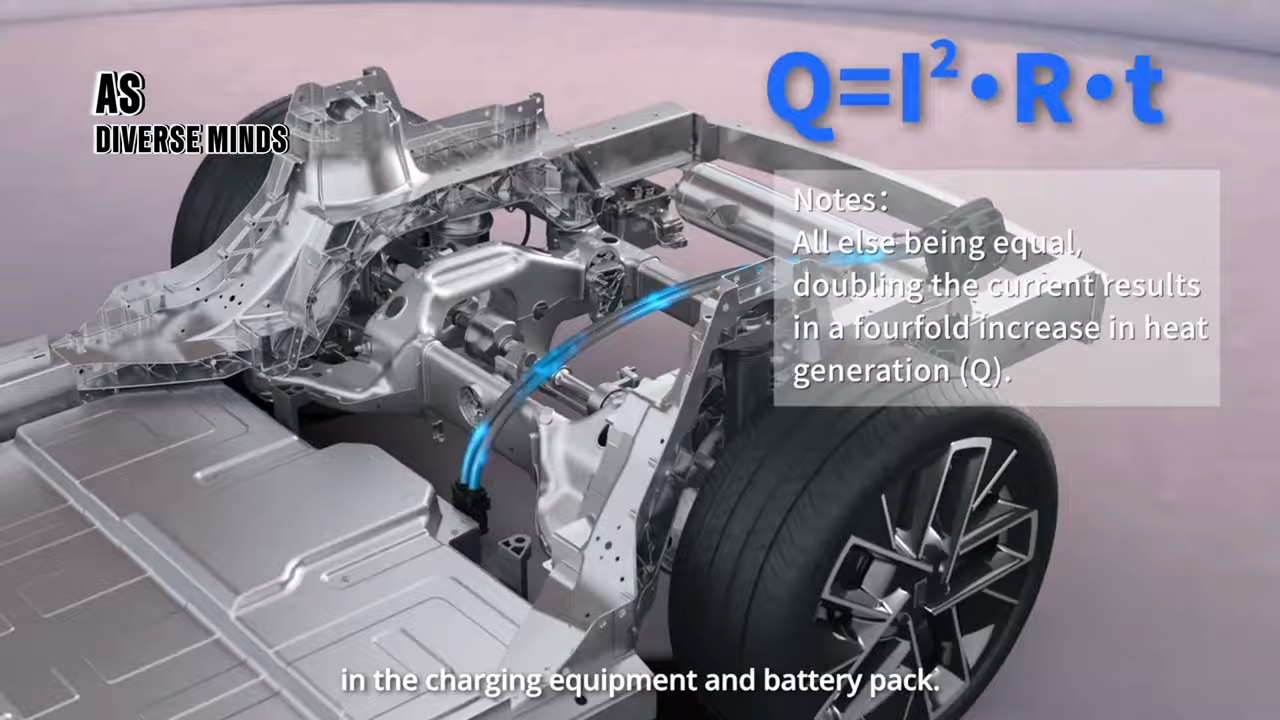 AS
DIVERSE MINDS
Q=I²•R•t
Notes:
All else being equal,
doubling the current results
in a fourfold increase in heat
generation (Q).
in the charging equipment and battery pack.